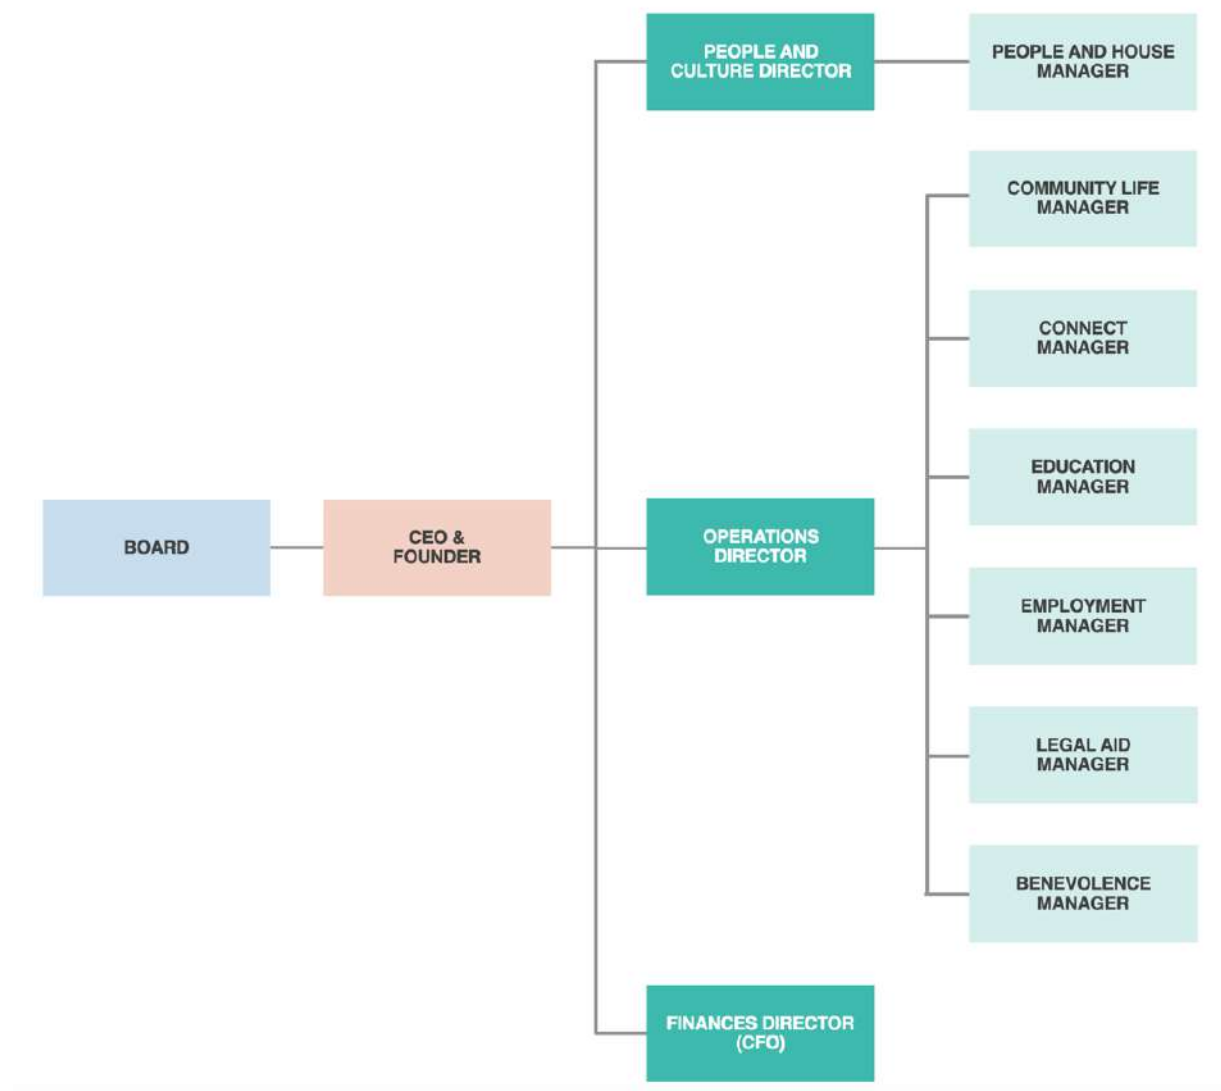 PEOPLE AND
CULTURE DIRECTOR
PEOPLE AND HOUSE
MANAGER
COMMUNITY LIFE
MANAGER
CONNECT
MANAGER
EDUCATION
MANAGER
BOARD
CEO &
FOUNDER
OPERATIONS
DIRECTOR
EMPLOYMENT
MANAGER
LEGAL AID
MANAGER
BENEVOLENCE
MANAGER
FINANCES DIRECTOR
(CFO)